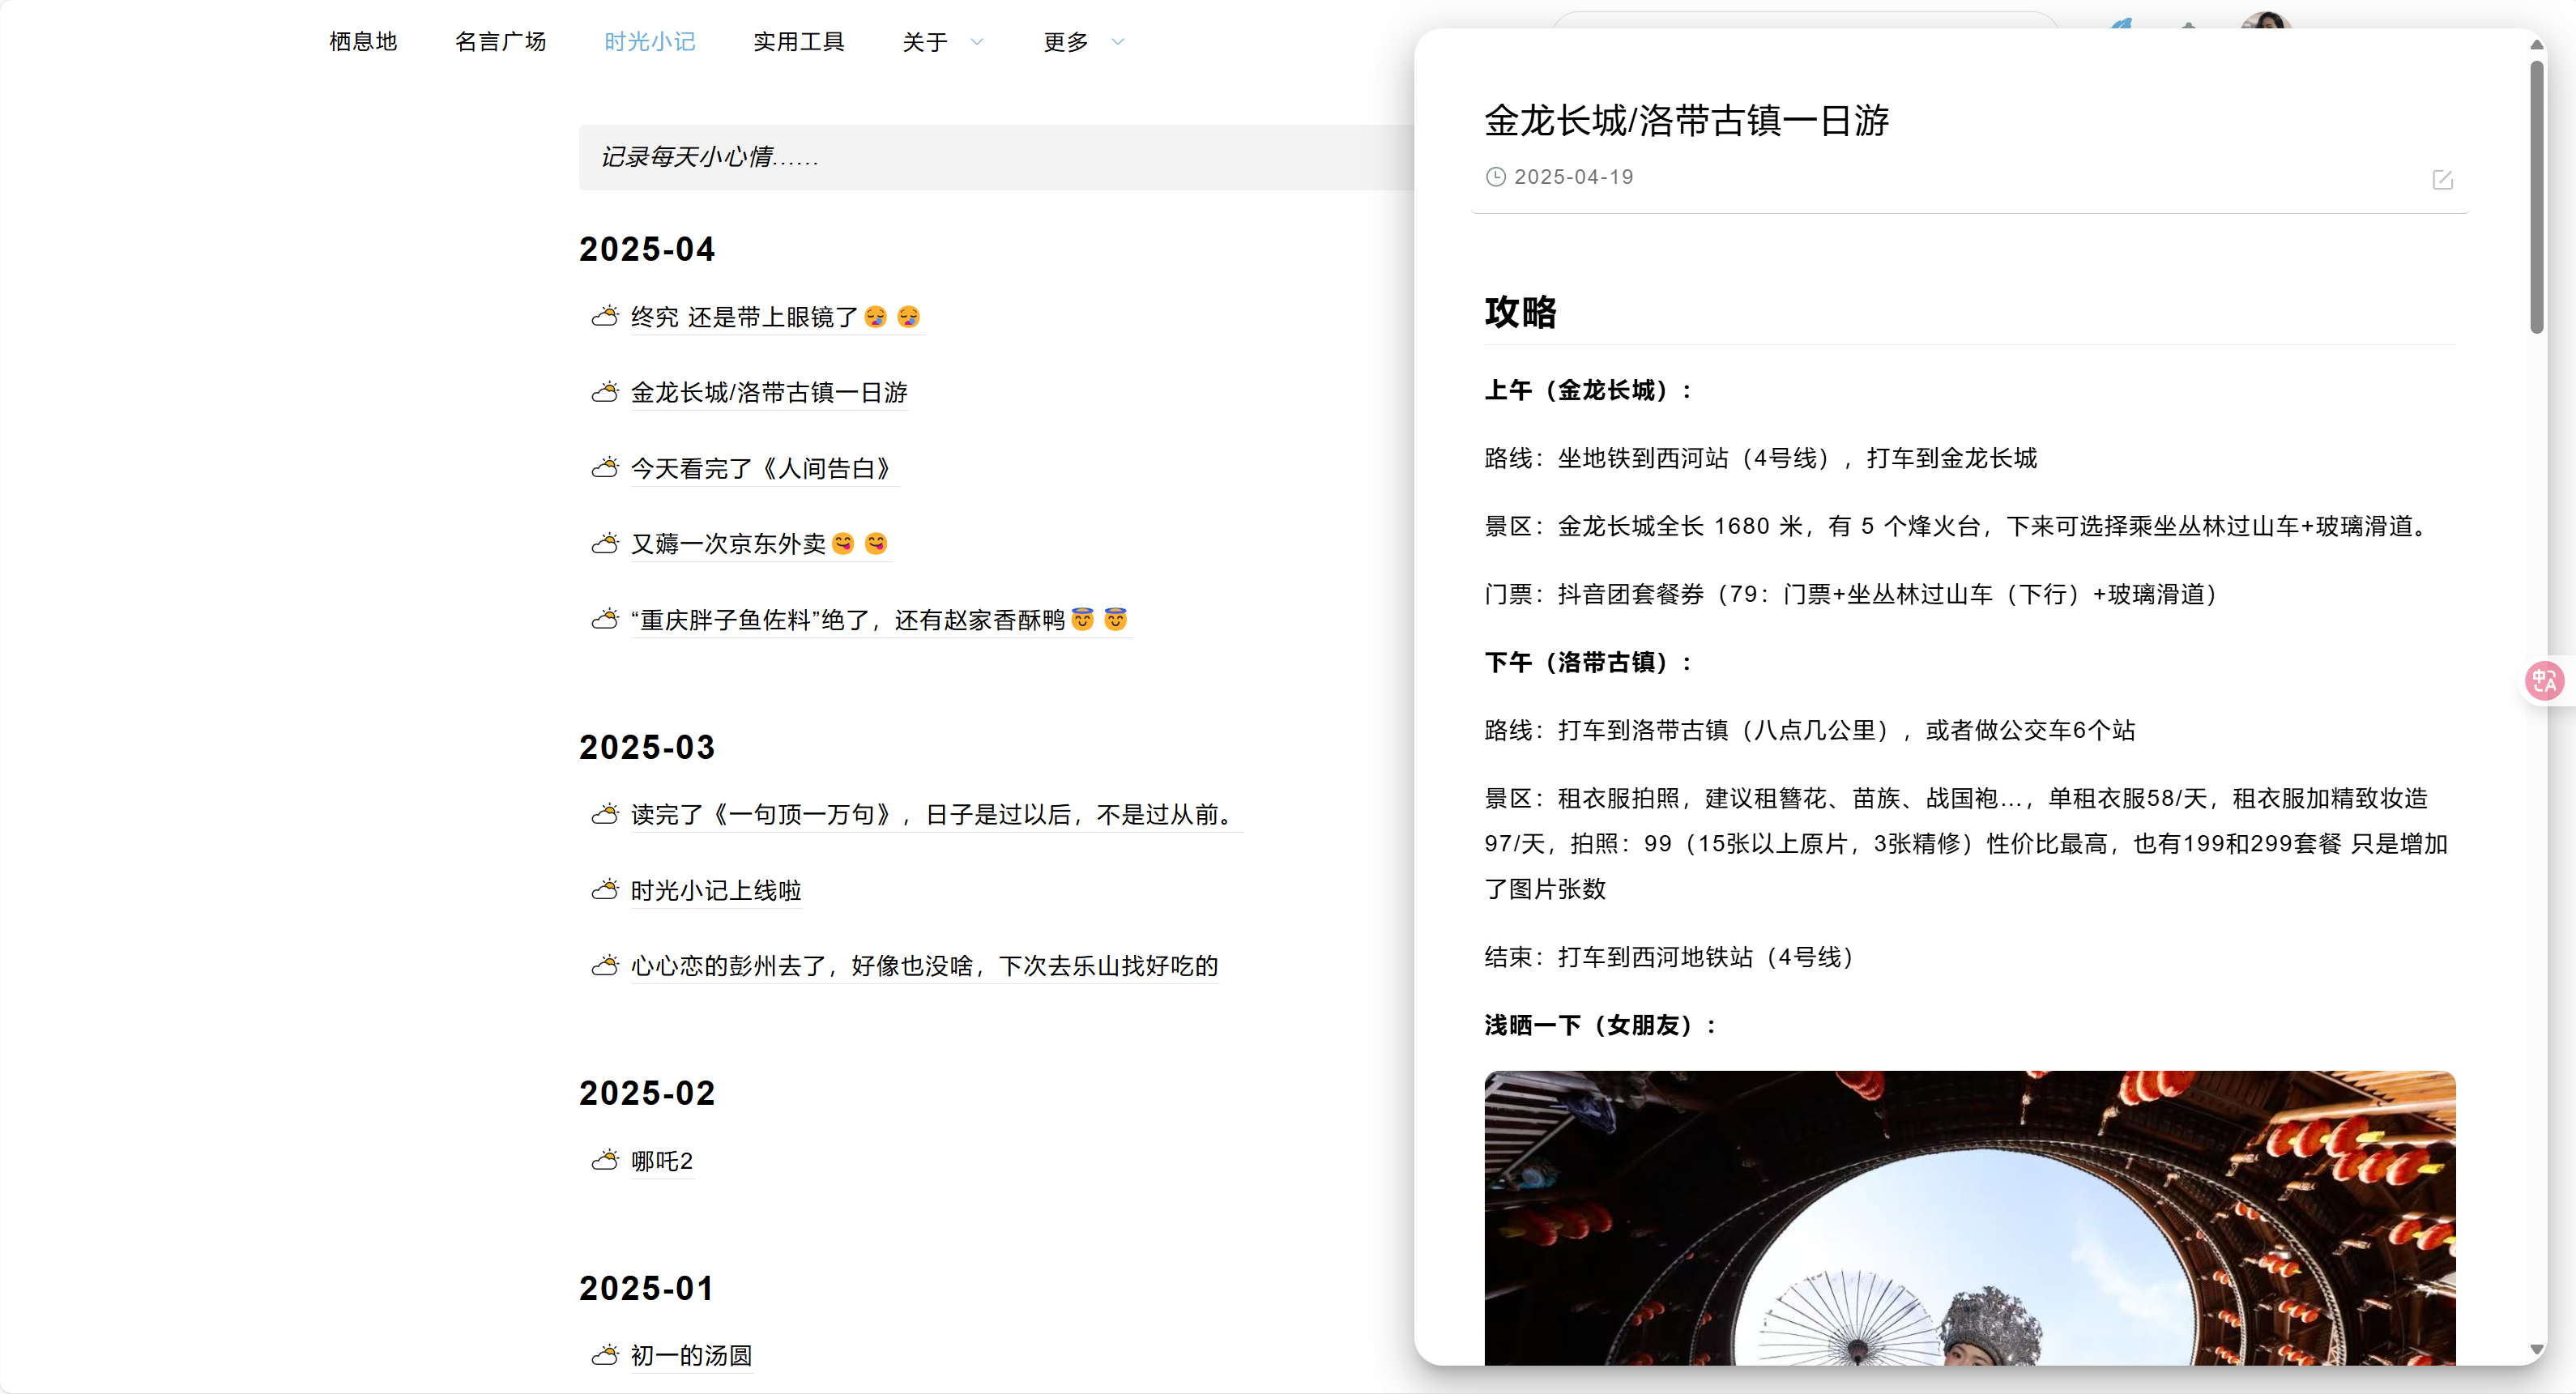 栖息地 名言广场 时光小记 实用工具 关于 更多
记录每天小心情……
2025-04
终究 还是带上眼镜了😪 😪
金龙长城/洛带古镇一日游
今天看完了《人间告白》
又薅一次京东外卖😋 😋
“重庆胖子鱼佐料”绝了，还有赵家香酥鸭😇 😇
2025-03
读完了《一句顶一万句》，日子是过以后，不是过从前。
时光小记上线啦
心心恋的彭州去了，好像也没啥，下次去乐山找好吃的
2025-02
哪吒2
2025-01
初一的汤圆
金龙长城/洛带古镇一日游
2025-04-19
攻略
上午（金龙长城）：
路线：坐地铁到西河站（4号线），打车到金龙长城
景区：金龙长城全长 1680 米，有 5 个烽火台，下来可选择乘坐丛林过山车+玻璃滑道。
门票：抖音团套餐券（79：门票+坐丛林过山车（下行）+玻璃滑道）
下午（洛带古镇）：
路线：打车到洛带古镇（八点几公里），或者做公交车6个站
景区：租衣服拍照，建议租簪花、苗族、战国袍...，单租衣服58/天，租衣服加精致妆造
97/天，拍照：99（15张以上原片，3张精修）性价比最高，也有199和299套餐 只是增加
了图片张数
结束：打车到西河地铁站（4号线）
浅晒一下（女朋友）：
中A